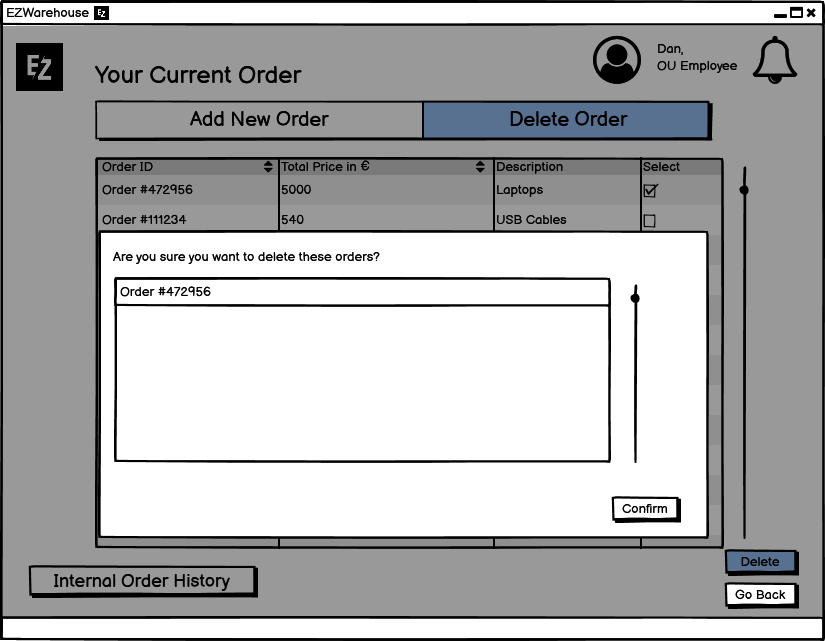 EZWarehouse EZ
EZ
Your Current Order
Dan,
OU Employee
Add New Order
Delete Order
Order ID Total Price in € Description Select
Order #472956 5000 Laptops
Order #111234 540 USB Cables
Are you sure you want to delete these orders?
Order #472956
Confirm
Delete
Internal Order History
Go Back